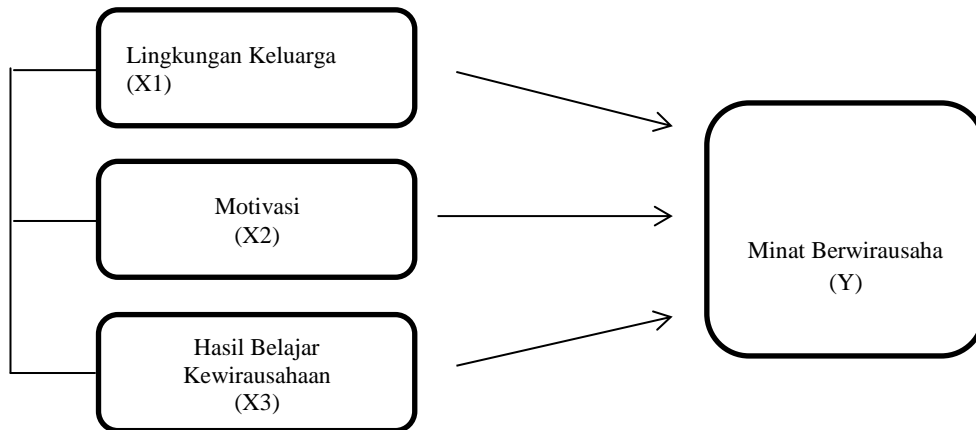 Lingkungan Keluarga
(X1)
Motivasi
(X2)
Minat Berwirausaha
(Y)
Hasil Belajar
Kewirausahaan
(X3)